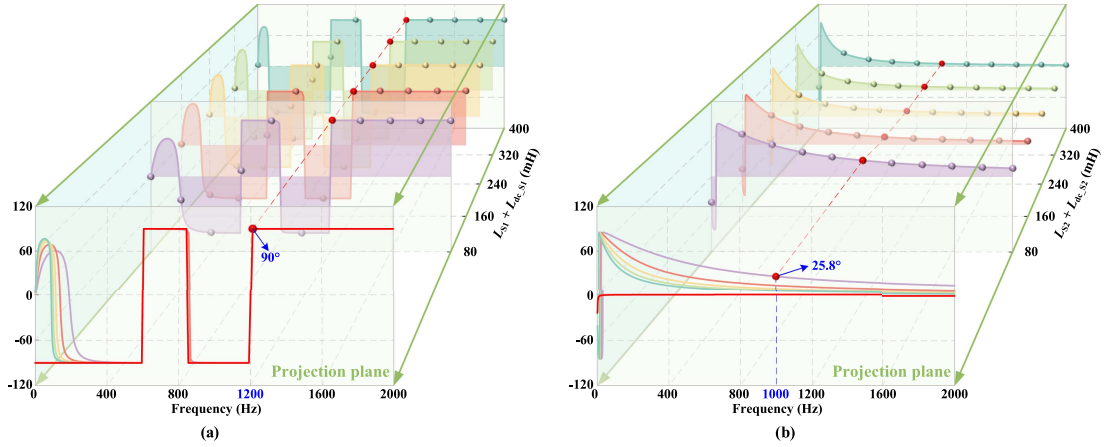 400
320
240
160
80
L_S1 + L_dc_S1 (mH)
120
60
0
-60
-120
90°
Projection plane
0 400 800 1200 1600 2000
Frequency (Hz)
(a)
400
320
240
160
80
L_S2 + L_dc_S2 (mH)
120
60
0
-60
-120
25.8°
Projection plane
0 400 800 1000 1200 1600 2000
Frequency (Hz)
(b)